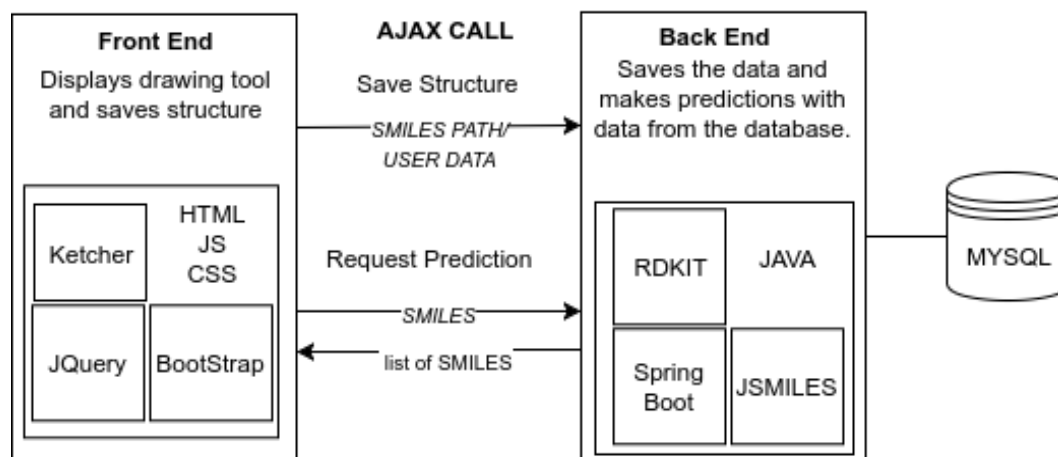 Front End
Displays drawing tool
and saves structure
Ketcher
HTML
JS
CSS
JQuery
BootStrap
AJAX CALL
Save Structure
SMILES PATH/
USER DATA
Request Prediction
SMILES
list of SMILES
Back End
Saves the data and
makes predictions with
data from the database.
RDKIT
JAVA
Spring
Boot
JSMILES
MYSQL